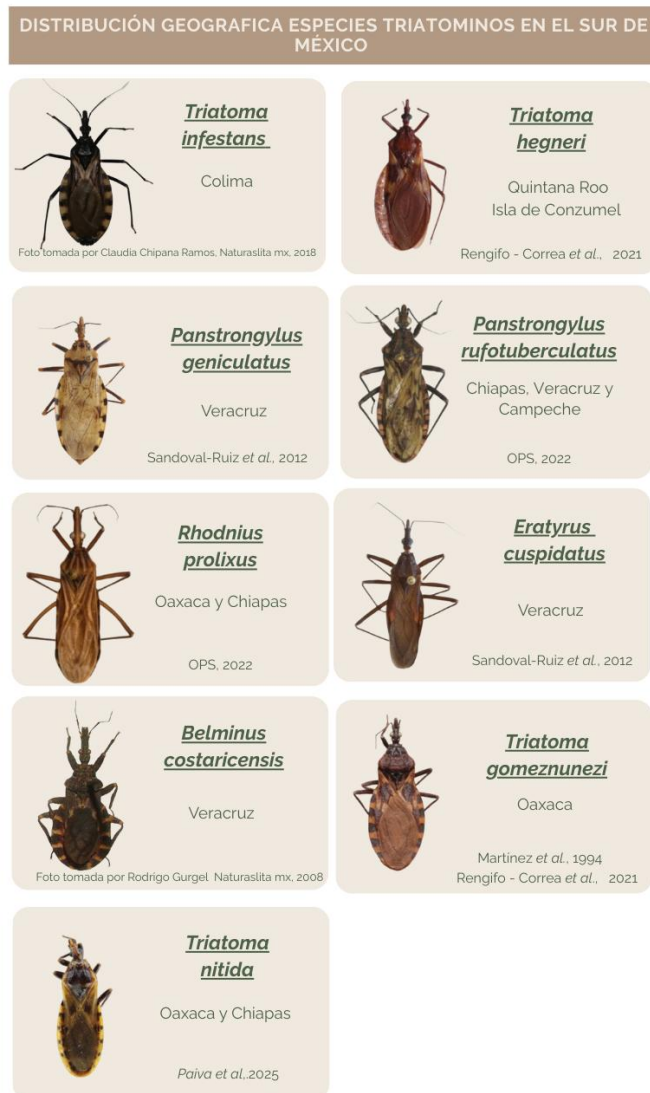 DISTRIBUCIÓN GEOGRAFICA ESPECIES TRIATOMINOS EN EL SUR DE
MÉXICO
Triatoma
infestans
Colima
Foto tomada por Claudia Chipana Ramos, Naturaslita mx, 2018
Triatoma
hegneri
Quintana Roo
Isla de Conzumel
Rengifo - Correa et al., 2021
Panstrongylus
geniculatus
Veracruz
Sandoval-Ruiz et al., 2012
Panstrongylus
rufotuberculatus
Chiapas, Veracruz y
Campeche
OPS, 2022
Rhodnius
prolixus
Oaxaca y Chiapas
OPS, 2022
Eratyrus
cuspidatus
Veracruz
Sandoval-Ruiz et al., 2012
Belminus
costaricensis
Veracruz
Foto tomada por Rodrigo Gurgel Naturaslita mx, 2008
Triatoma
gomeznunezi
Oaxaca
Martínez et al., 1994
Rengifo - Correa et al., 2021
Triatoma
nitida
Oaxaca y Chiapas
Paiva et al,.2025